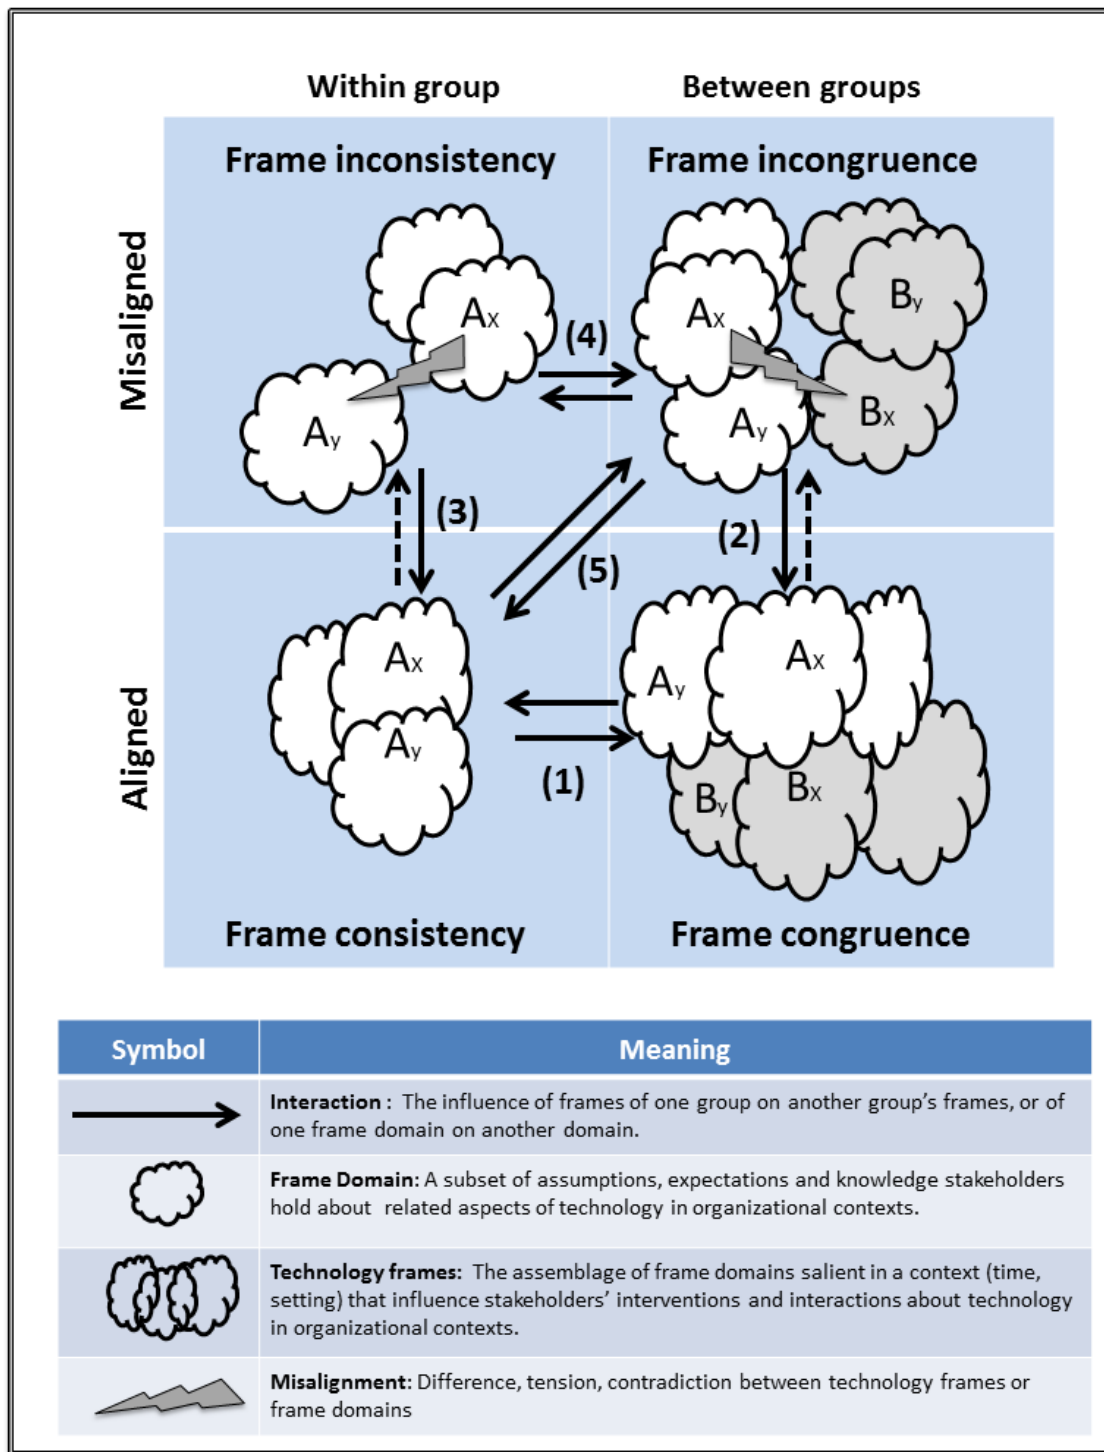 Within group
Between groups
Misaligned
Frame inconsistency
Frame incongruence
Ax
Ay
(4)
Ax
Ay
By
Bx
(3)
(5)
(2)
Aligned
Ax
Ay
(1)
Ay
Ax
By
Bx
Frame consistency
Frame congruence
Symbol
Meaning
Interaction : The influence of frames of one group on another group’s frames, or of
one frame domain on another domain.
Frame Domain: A subset of assumptions, expectations and knowledge stakeholders
hold about related aspects of technology in organizational contexts.
Technology frames: The assemblage of frame domains salient in a context (time,
setting) that influence stakeholders’ interventions and interactions about technology
in organizational contexts.
Misalignment: Difference, tension, contradiction between technology frames or
frame domains